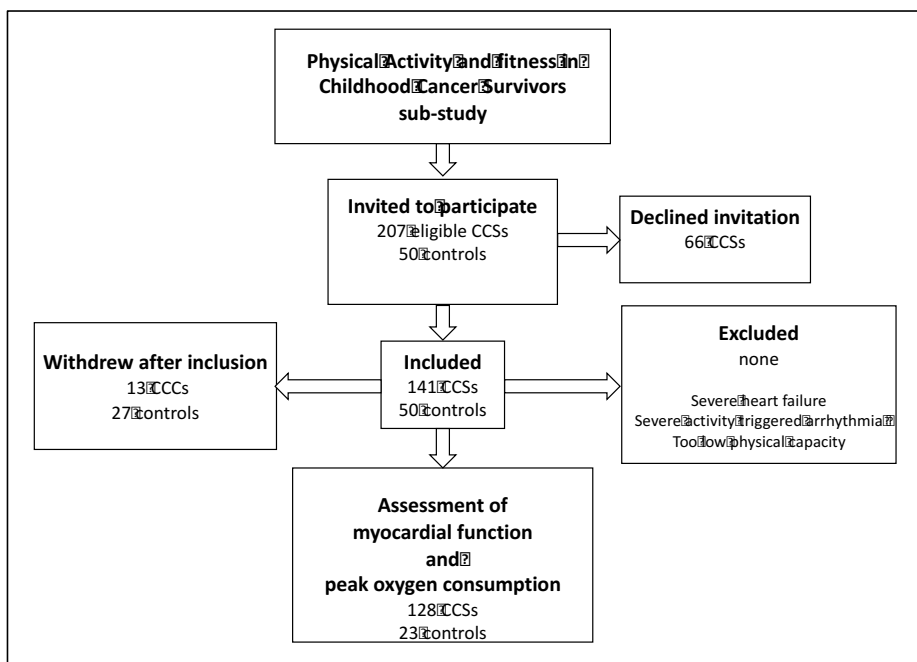 Physical Activity and fitness in
Childhood Cancer Survivors
sub-study
Invited to participate
207 eligible CCSs
50 controls
Declined invitation
66 CCSs
Withdrew after inclusion
13 CCCs
27 controls
Included
141 CCSs
50 controls
Excluded
none
Severe heart failure
Severe activity triggered arrhythmia
Too low physical capacity
Assessment of
myocardial function
and
peak oxygen consumption
128 CCSs
23 controls